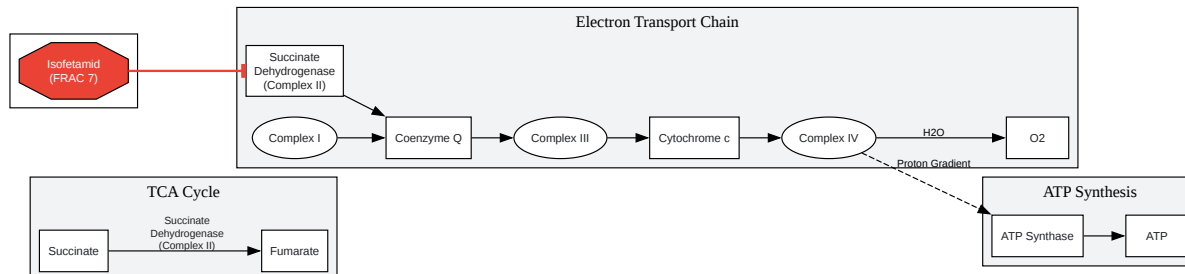 Electron Transport Chain
Isofetamid
(FRAC 7)
Succinate
Dehydrogenase
(Complex II)
Complex I
Coenzyme Q
Complex III
Cytochrome c
Complex IV
H2O
O2
Proton Gradient
TCA Cycle
Succinate
Succinate
Dehydrogenase
(Complex II)
Fumarate
ATP Synthesis
ATP Synthase
ATP